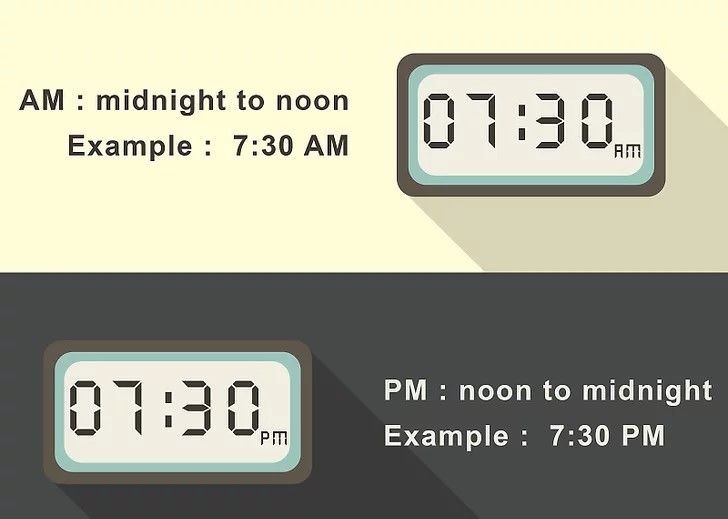 AM : midnight to noon
Example : 7:30 AM
07:30 AM
07:30 PM
PM : noon to midnight
Example : 7:30 PM